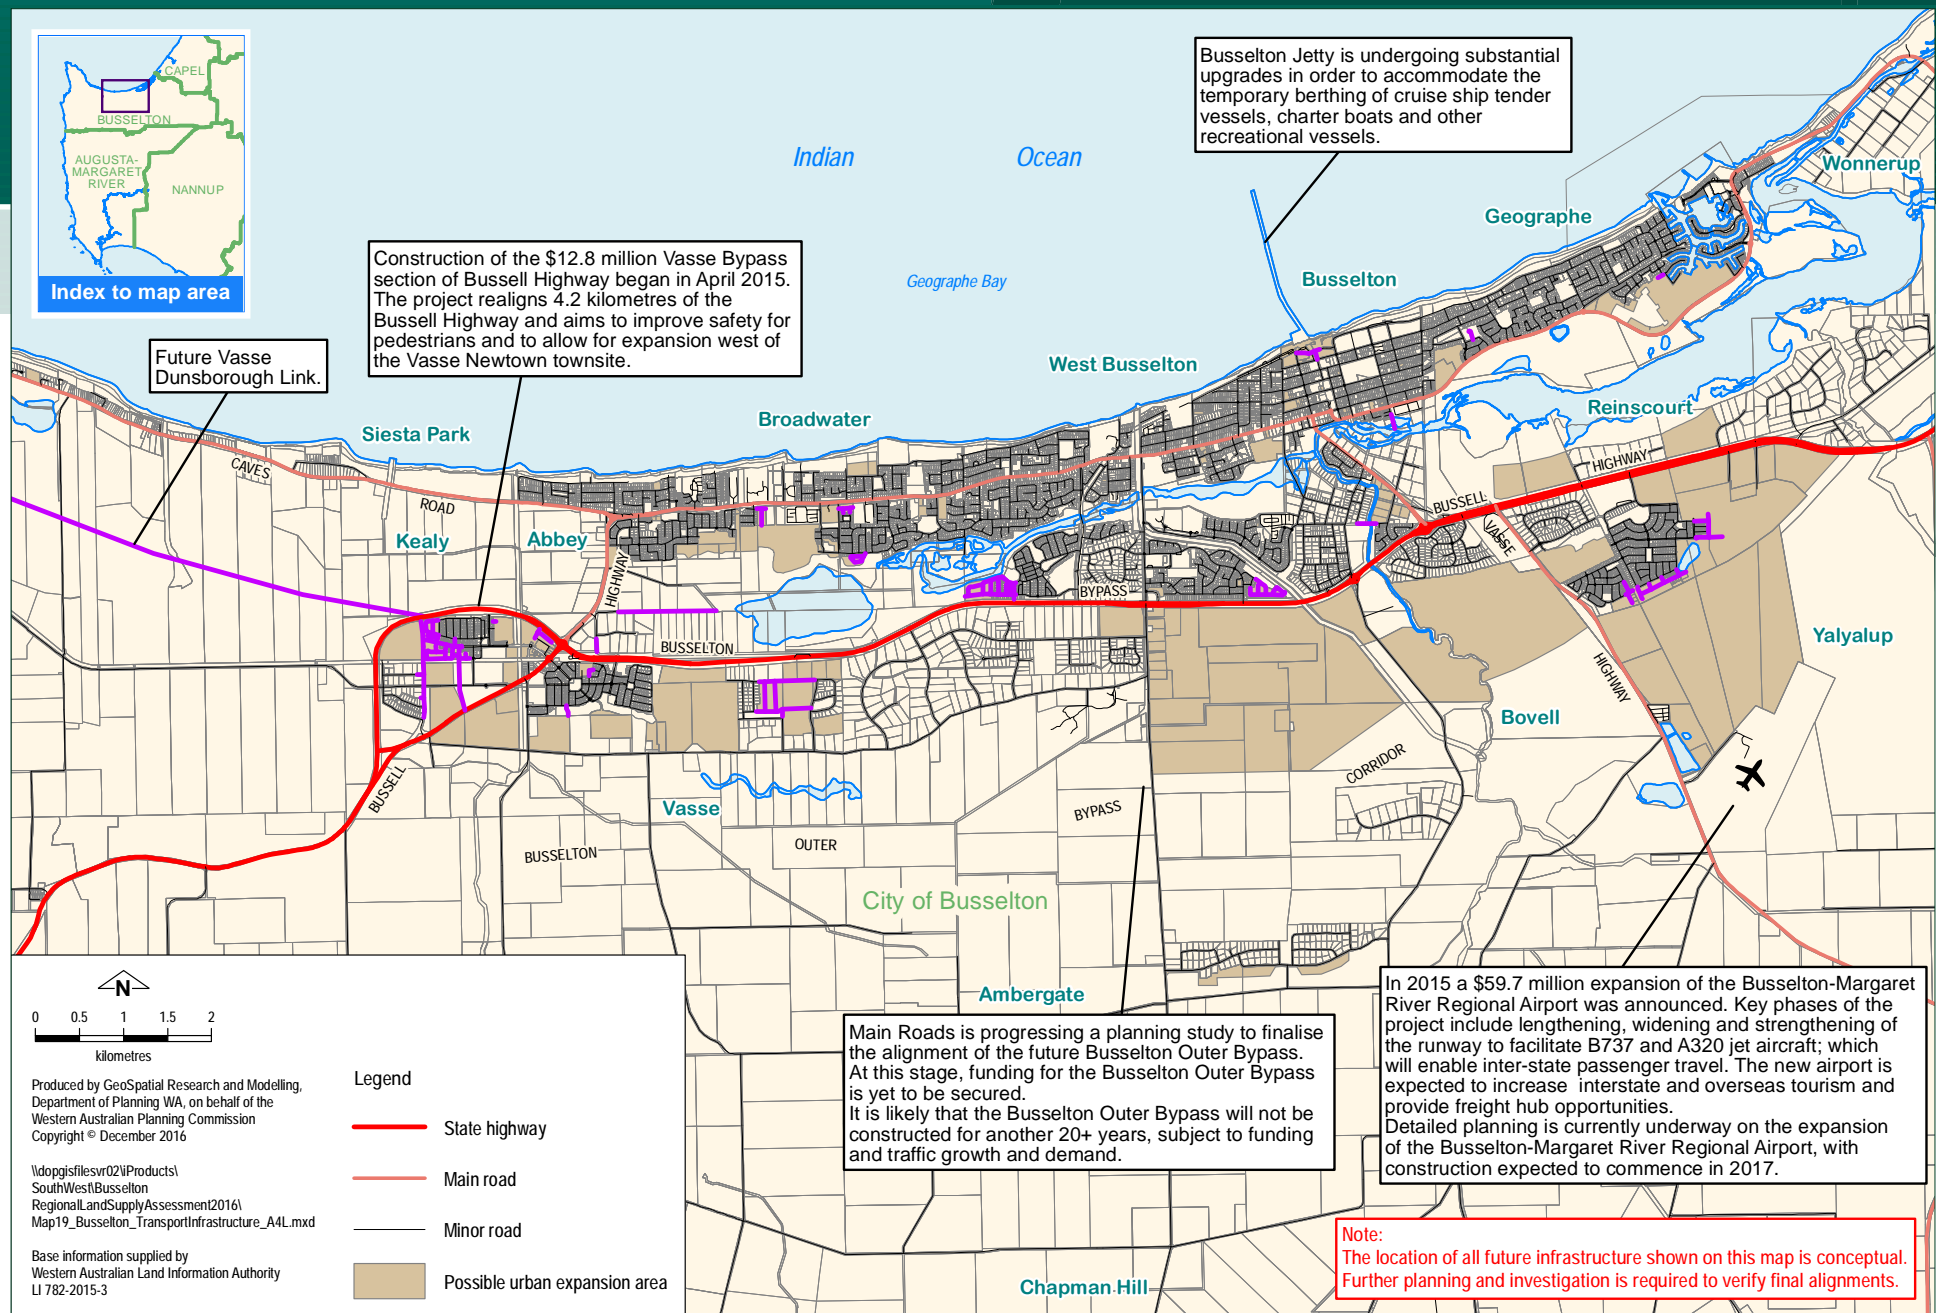 CAPEL
BUSSELTON
AUGUSTA-
MARGARET
RIVER
NANNUP
Index to map area
Busselton Jetty is undergoing substantial
upgrades in order to accommodate the
temporary berthing of cruise ship tender
vessels, charter boats and other
recreational vessels.
Indian Ocean
Wonnerup
Geographe
Construction of the $12.8 million Vasse Bypass
section of Bussell Highway began in April 2015.
The project realigns 4.2 kilometres of the
Bussell Highway and aims to improve safety for
pedestrians and to allow for expansion west of
the Vasse Newtown townsite.
Geographe Bay
Busselton
Future Vasse
Dunsborough Link.
West Busselton
Reinscourt
Broadwater
Siesta Park
CAVES
ROAD
HIGHWAY
BUSSELL
VASSE
Kealy
Abbey
HIGHWAY
BYPASS
BUSSELTON
Yalyalup
HIGHWAY
Bovell
BUSSELL
CORRIDOR
Vasse
BYPASS
OUTER
BUSSELTON
City of Busselton
Ambergate
N
0 0.5 1 1.5 2
kilometres
Produced by GeoSpatial Research and Modelling,
Department of Planning WA, on behalf of the
Western Australian Planning Commission
Copyright © December 2016
\\dopgisfilesvr02\iProducts\
SouthWest\Busselton
RegionalLandSupplyAssessment2016\
Map19_Busselton_TransportInfrastructure_A4L.mxd
Base information supplied by
Western Australian Land Information Authority
LI 782-2015-3
Legend
State highway
Main road
Minor road
Possible urban expansion area
Main Roads is progressing a planning study to finalise
the alignment of the future Busselton Outer Bypass.
At this stage, funding for the Busselton Outer Bypass
is yet to be secured.
It is likely that the Busselton Outer Bypass will not be
constructed for another 20+ years, subject to funding
and traffic growth and demand.
In 2015 a $59.7 million expansion of the Busselton-Margaret
River Regional Airport was announced. Key phases of the
project include lengthening, widening and strengthening of
the runway to facilitate B737 and A320 jet aircraft; which
will enable inter-state passenger travel. The new airport is
expected to increase interstate and overseas tourism and
provide freight hub opportunities.
Detailed planning is currently underway on the expansion
of the Busselton-Margaret River Regional Airport, with
construction expected to commence in 2017.
Chapman Hill
Note:
The location of all future infrastructure shown on this map is conceptual.
Further planning and investigation is required to verify final alignments.